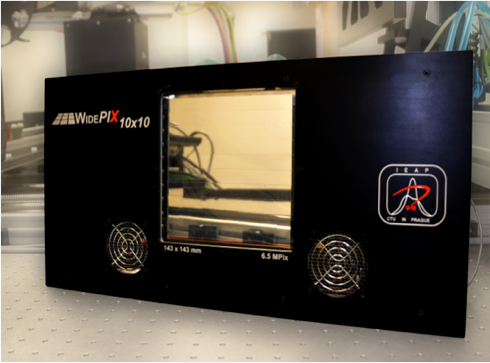 WIDEPIX 10x10
IEAP
CTU IN PRAGUE
143 x 143 mm
6.5 MPix